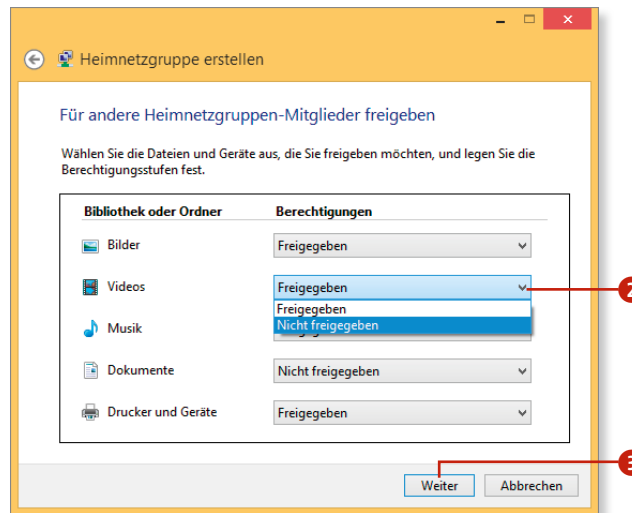 Heimnetzgruppe erstellen
Für andere Heimnetzgruppen-Mitglieder freigeben
Wählen Sie die Dateien und Geräte aus, die Sie freigeben möchten, und legen Sie die
Berechtigungsstufen fest.
Bibliothek oder Ordner Berechtigungen
Bilder Freigegeben
Videos Freigegeben
2
Freigegeben
Nicht freigegeben
Musik
Dokumente Nicht freigegeben
Drucker und Geräte Freigegeben
Weiter Abbrechen